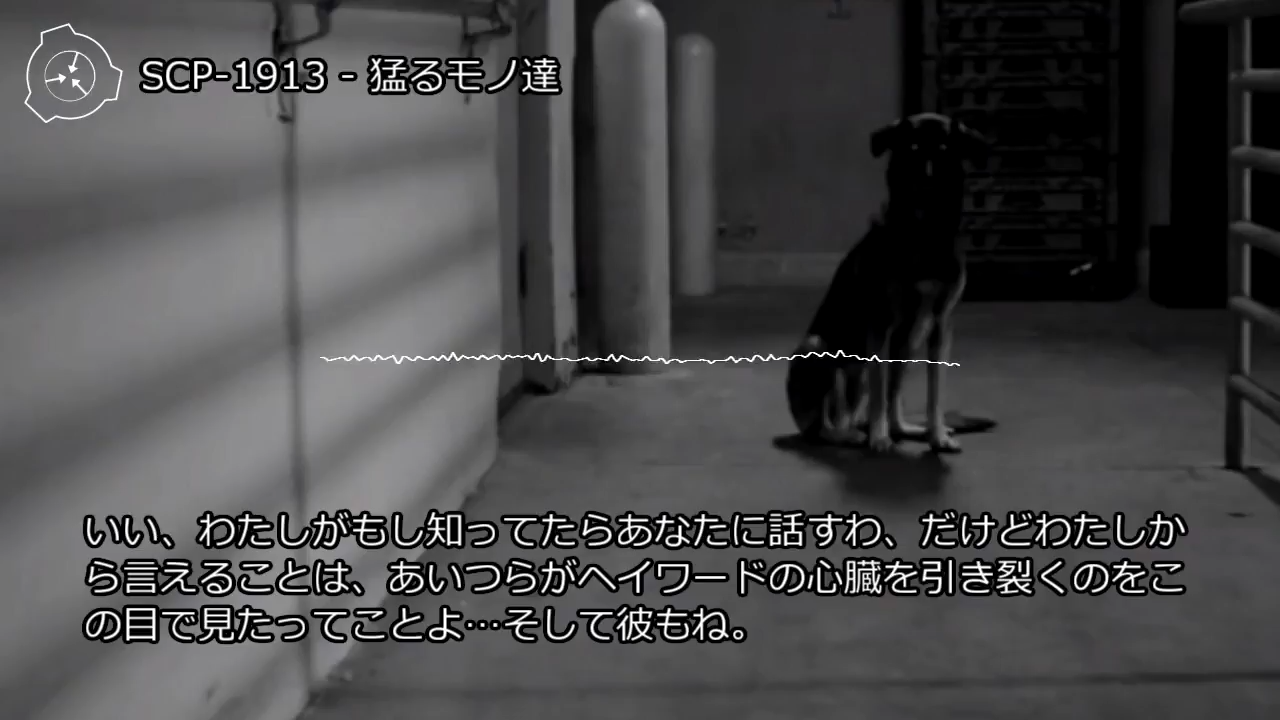 SCP-1913 - 猛るモノ達
いい、わたしがもし知ってたらあなたに話すわ、だけどわたしか
ら言えることは、あいつらがヘイワードの心臓を引き裂くのをこ
の目で見たってことよ…そして彼もね。